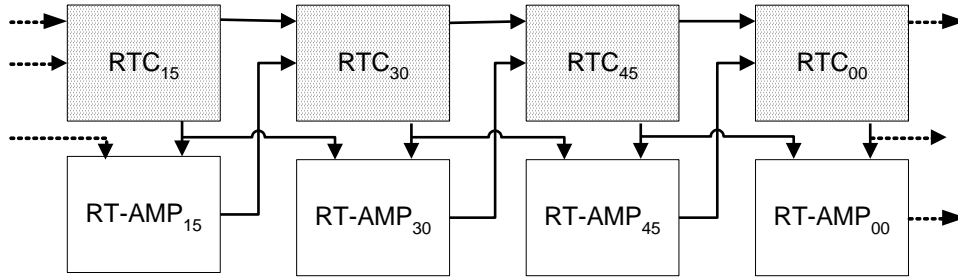 RTC₁₅ RTC₃₀ RTC₄₅ RTC₀₀
RT-AMP₁₅ RT-AMP₃₀ RT-AMP₄₅ RT-AMP₀₀